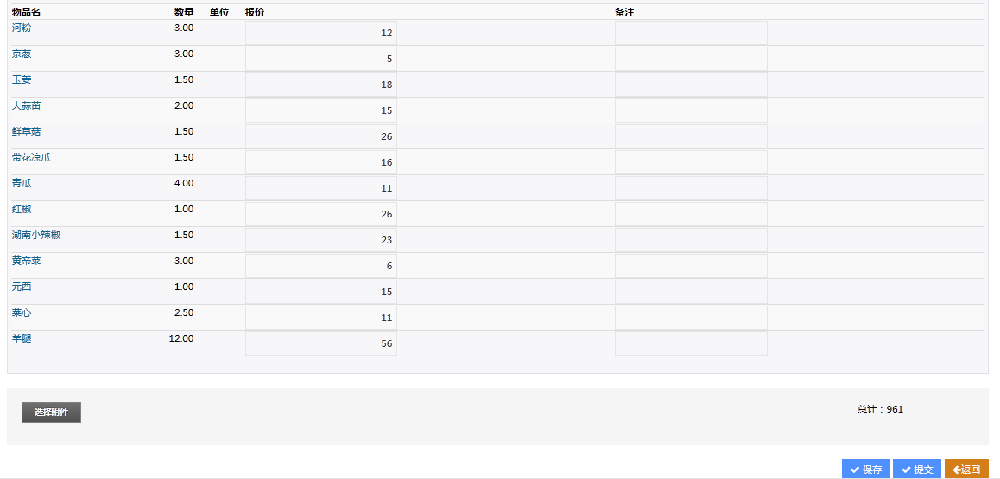 物品名 数量 单位 报价 备注
河粉 3.00 12
京葱 3.00 5
玉姜 1.50 18
大蒜苗 2.00 15
鲜草菇 1.50 26
带花凉瓜 1.50 16
青瓜 4.00 11
红椒 1.00 26
湖南小辣椒 1.50 23
黄帝菜 3.00 6
元西 1.00 15
菜心 2.50 11
羊腿 12.00 56
选择附件 总计：961
保存 提交 返回